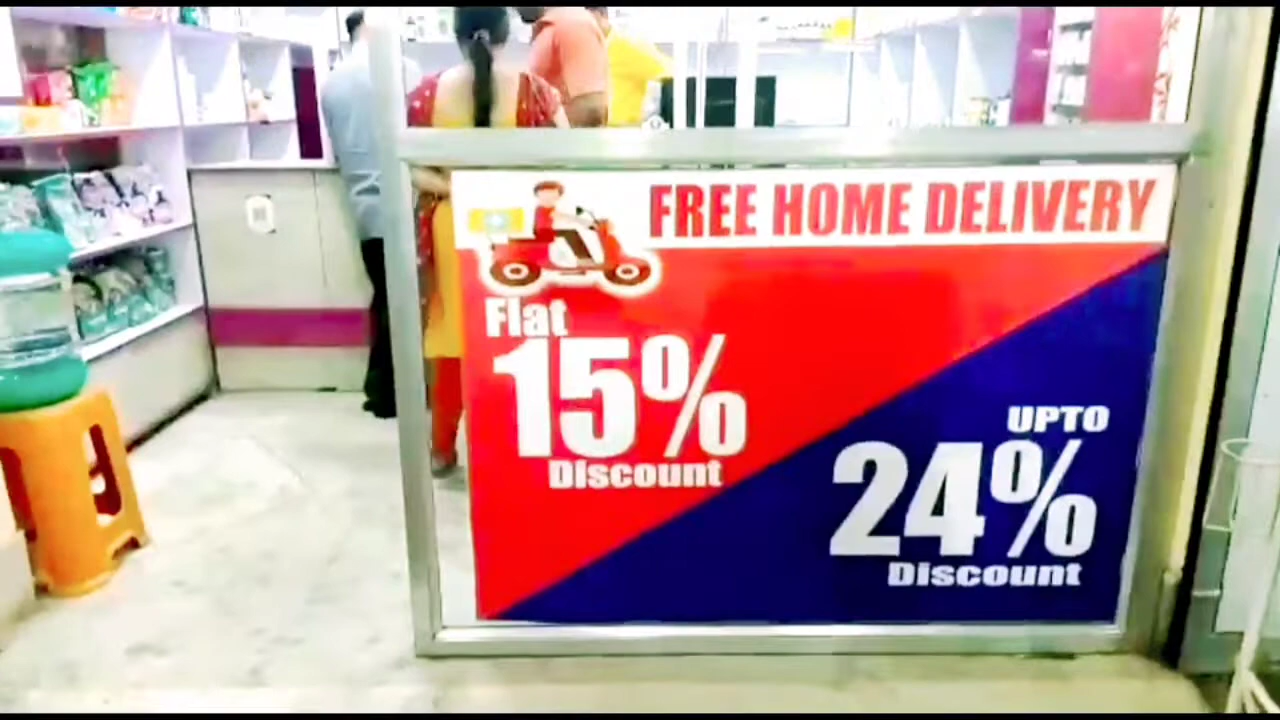 FREE HOME DELIVERY
Flat
15%
Discount
UPTO
24%
Discount